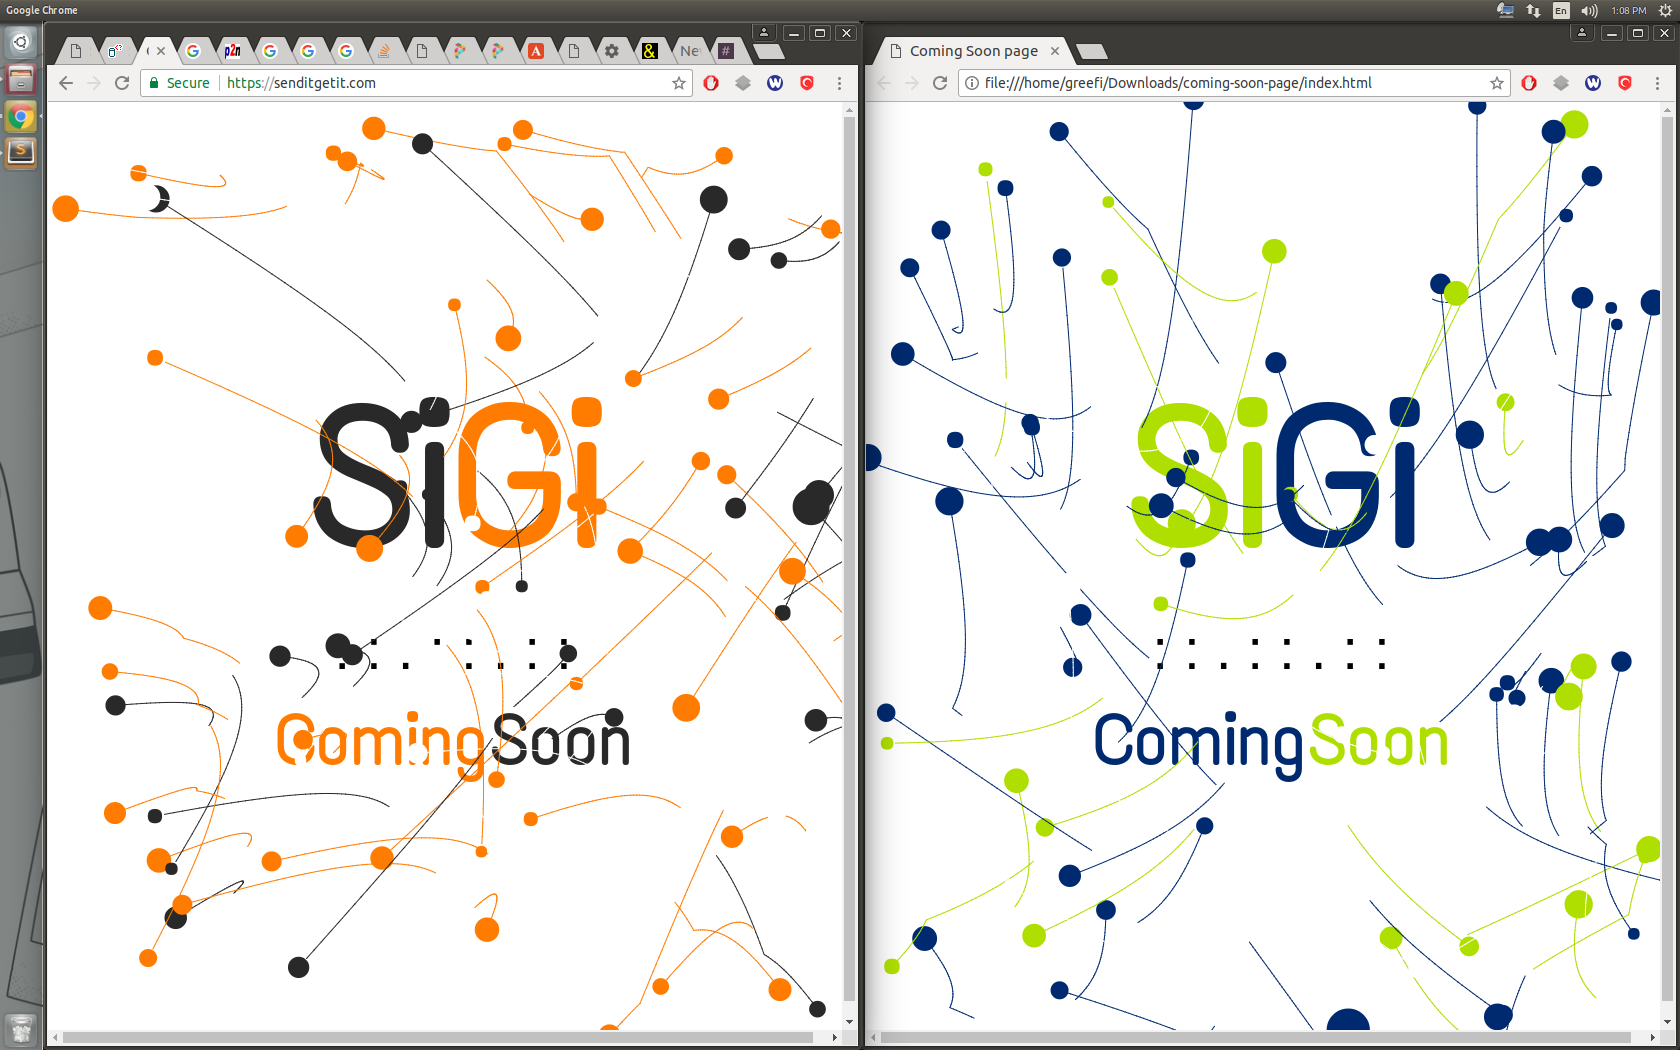 Google Chrome
En
1:08 PM
p2n
A
&
Ne
#
Coming Soon page
Secure
https://senditgetit.com
W
file:///home/greefi/Downloads/coming-soon-page/index.html
W
SiGi
ComingSoon
SiGi
ComingSoon